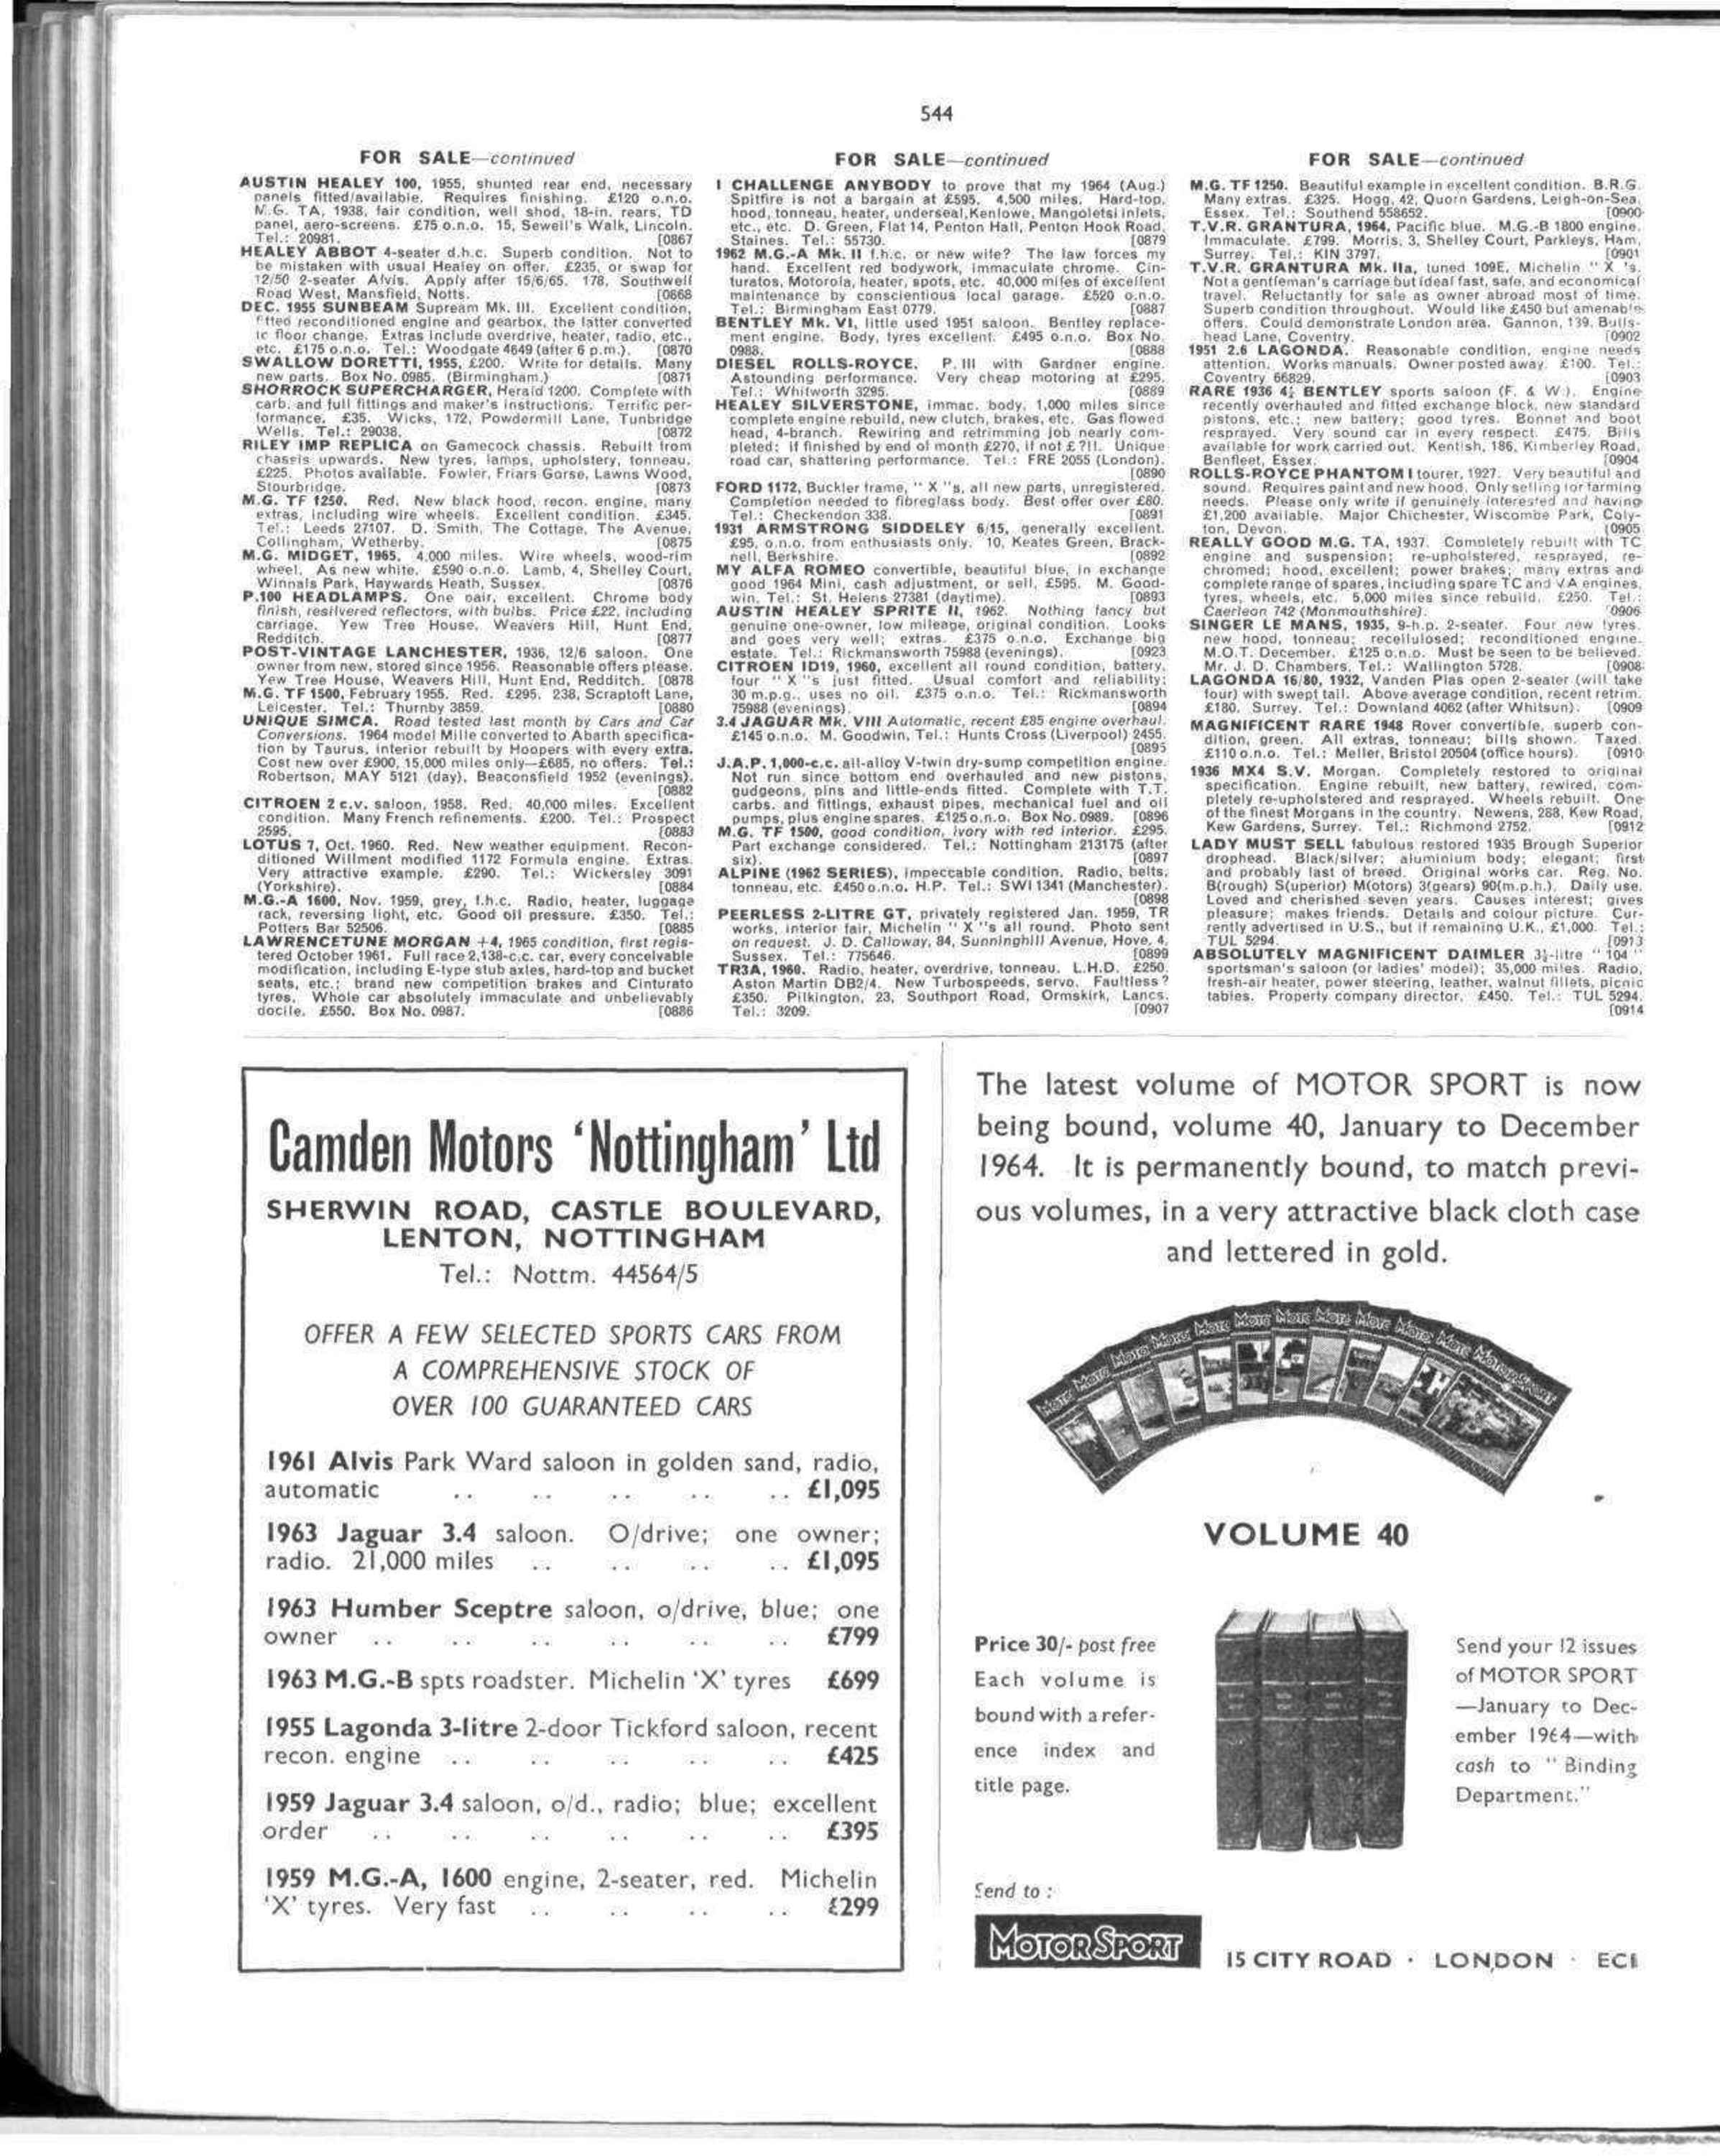 544
FOR SALE—continued
AUSTIN HEALEY 100, 1955, shunted rear end, necessary
panels fitted/available. Requires finishing. £120 o.n.o.
M.G. TA, 1938, fair condition, well shod, 18-in. rears, TD
panel, aero-screens. £75 o.n.o. 15, Sewell's Walk, Lincoln.
Tel.: 20981. [0867
HEALEY ABBOT 4-seater d.h.c. Superb condition. Not to
be mistaken with usual Healey on offer. £235, or swap for
12/50 2-seater Alvis. Apply after 15/6/65. 178, Southwell
Road West, Mansfield, Notts. [0868
DEC. 1955 SUNBEAM Supream Mk. III. Excellent condition,
fitted reconditioned engine and gearbox, the latter converted
to floor change. Extras include overdrive, heater, radio, etc.,
etc. £175 o.n.o. Tel.: Woodgate 4649 (after 6 p.m.). [0870
SWALLOW DORETTI, 1955, £200. Write for details. Many
new parts. Box No. 0985. (Birmingham.) [0871
SHORROCK SUPERCHARGER, Herald 1200. Complete with
carb. and full fittings and maker's instructions. Terrific per-
formance. £35. Wicks, 172, Powdermill Lane, Tunbridge
Wells. Tel.: 29038. [0872
RILEY IMP REPLICA on Gamecock chassis. Rebuilt from
chassis upwards. New tyres, lamps, upholstery, tonneau.
£225. Photos available. Fowler, Friars Gorse, Lawns Wood,
Stourbridge. [0873
M.G. TF 1250. Red. New black hood, recon. engine, many
extras, including wire wheels. Excellent condition. £345.
Tel.: Leeds 27107. D. Smith, The Cottage, The Avenue,
Collingham, Wetherby. [0875
M.G. MIDGET, 1965, 4,000 miles. Wire wheels, wood-rim
wheel. As new white. £590 o.n.o. Lamb, 4, Shelley Court,
Winnals Park, Haywards Heath, Sussex. [0876
P.100 HEADLAMPS. One pair, excellent. Chrome body
finish, resilvered reflectors, with bulbs. Price £22, including
carriage. Yew Tree House, Weavers Hill, Hunt End,
Redditch. [0877
POST-VINTAGE LANCHESTER, 1936, 12/6 saloon. One
owner from new, stored since 1956. Reasonable offers please.
Yew Tree House, Weavers Hill, Hunt End, Redditch. [0878
M.G. TF 1500, February 1955. Red. £295. 238, Scraptoft Lane,
Leicester. Tel.: Thurnby 3859. [0880
UNIQUE SIMCA. Road tested last month by Cars and Car
Conversions. 1964 model Mille converted to Abarth specifica-
tion by Taurus, interior rebuilt by Hoopers with every extra.
Cost new over £900, 15,000 miles only—£685, no offers. Tel.:
Robertson, MAY 5121 (day), Beaconsfield 1952 (evenings).
[0882
CITROEN 2 c.v. saloon, 1958. Red. 40,000 miles. Excellent
condition. Many French refinements. £200. Tel.: Prospect
2595. [0883
LOTUS 7, Oct. 1960. Red. New weather equipment. Recon-
ditioned Willment modified 1172 Formula engine. Extras.
Very attractive example. £290. Tel.: Wickersley 3091
(Yorkshire). [0884
M.G.-A 1600, Nov. 1959, grey, f.h.c. Radio, heater, luggage
rack, reversing light, etc. Good oil pressure. £350. Tel.:
Potters Bar 52506. [0885
LAWRENCETUNE MORGAN +4, 1965 condition, first regis-
tered October 1961. Full race 2,138-c.c. car, every conceivable
modification, including E-type stub axles, hard-top and bucket
seats, etc.; brand new competition brakes and Cinturato
tyres. Whole car absolutely immaculate and unbelievably
docile. £550. Box No. 0987. [0886
FOR SALE—continued
I CHALLENGE ANYBODY to prove that my 1964 (Aug.)
Spitfire is not a bargain at £595. 4,500 miles. Hard-top,
hood, tonneau, heater, underseal, Kenlowe, Mangoletsi inlets,
etc., etc. D. Green, Flat 14, Penton Hall, Penton Hook Road,
Staines. Tel.: 55730. [0879
1962 M.G.-A Mk. II f.h.c. or new wife? The law forces my
hand. Excellent red bodywork, immaculate chrome. Cin-
turatos, Motorola, heater, spots, etc. 40,000 miles of excellent
maintenance by conscientious local garage. £520 o.n.o.
Tel.: Birmingham East 0779. [0887
BENTLEY Mk. VI, little used 1951 saloon. Bentley replace-
ment engine. Body, tyres excellent. £495 o.n.o. Box No.
0988. [0888
DIESEL ROLLS-ROYCE. P. III with Gardner engine.
Astounding performance. Very cheap motoring at £295.
Tel.: Whitworth 3295. [0889
HEALEY SILVERSTONE, immac. body. 1,000 miles since
complete engine rebuild, new clutch, brakes, etc. Gas flowed
head, 4-branch. Rewiring and retrimming job nearly com-
pleted; if finished by end of month £270, if not £?!!. Unique
road car, shattering performance. Tel.: FRE 2055 (London).
[0890
FORD 1172, Buckler frame, " X "s, all new parts, unregistered.
Completion needed to fibreglass body. Best offer over £80.
Tel.: Checkendon 338. [0891
1931 ARMSTRONG SIDDELEY 6/15, generally excellent.
£95, o.n.o. from enthusiasts only. 10, Keates Green, Brack-
nell, Berkshire. [0892
MY ALFA ROMEO convertible, beautiful blue, in exchange
good 1964 Mini, cash adjustment, or sell, £595. M. Good-
win, Tel.: St. Helens 27381 (daytime). [0893
AUSTIN HEALEY SPRITE II, 1962. Nothing fancy but
genuine one-owner, low mileage, original condition. Looks
and goes very well; extras. £375 o.n.o. Exchange big
estate. Tel.: Rickmansworth 75988 (evenings). [0923
CITROEN ID19, 1960, excellent all round condition, battery,
four " X "s just fitted. Usual comfort and reliability;
30 m.p.g., uses no oil. £375 o.n.o. Tel.: Rickmansworth
75988 (evenings). [0894
3.4 JAGUAR Mk. VIII Automatic, recent £85 engine overhaul.
£145 o.n.o. M. Goodwin, Tel.: Hunts Cross (Liverpool) 2455.
[0895
J.A.P. 1,000-c.c. all-alloy V-twin dry-sump competition engine.
Not run since bottom end overhauled and new pistons,
gudgeons, pins and little-ends fitted. Complete with T.T.
carbs. and fittings, exhaust pipes, mechanical fuel and oil
pumps, plus engine spares. £125 o.n.o. Box No. 0989. [0896
M.G. TF 1500, good condition, ivory with red interior. £295.
Part exchange considered. Tel.: Nottingham 213175 (after
six). [0897
ALPINE (1962 SERIES), impeccable condition. Radio, belts,
tonneau, etc. £450 o.n.o. H.P. Tel.: SWI 1341 (Manchester).
[0898
PEERLESS 2-LITRE GT, privately registered Jan. 1959, TR
works, interior fair, Michelin " X "s all round. Photo sent
on request. J. D. Calloway, 84, Sunninghill Avenue, Hove, 4,
Sussex. Tel.: 775646. [0899
TR3A, 1960. Radio, heater, overdrive, tonneau. L.H.D. £250.
Aston Martin DB2/4. New Turbospeeds, servo. Faultless?
£350. Pilkington, 23, Southport Road, Ormskirk, Lancs.
Tel.: 3209. [0907
FOR SALE—continued
M.G. TF 1250. Beautiful example in excellent condition. B.R.G.
Many extras. £325. Hogg, 42, Quorn Gardens, Leigh-on-Sea,
Essex. Tel.: Southend 558652. [0900
T.V.R. GRANTURA, 1964, Pacific blue. M.G.-B 1800 engine.
Immaculate. £799. Morris, 3, Shelley Court, Parkleys, Ham,
Surrey. Tel.: KIN 3797. [0901
T.V.R. GRANTURA Mk. IIa, tuned 109E, Michelin " X 's.
Not a gentleman's carriage but ideal fast, safe, and economical
travel. Reluctantly for sale as owner abroad most of time.
Superb condition throughout. Would like £450 but amenable
offers. Could demonstrate London area. Gannon, 139, Bulls-
head Lane, Coventry. [0902
1951 2.6 LAGONDA. Reasonable condition, engine needs
attention. Works manuals. Owner posted away. £100. Tel.:
Coventry 66829. [0903
RARE 1936 4¼ BENTLEY sports saloon (F. & W.). Engine
recently overhauled and fitted exchange block, new standard
pistons, etc.; new battery; good tyres. Bonnet and boot
resprayed. Very sound car in every respect. £475. Bills
available for work carried out. Kentish, 186, Kimberley Road,
Benfleet, Essex. [0904
ROLLS-ROYCE PHANTOM I tourer, 1927. Very beautiful and
sound. Requires paint and new hood. Only selling for farming
needs. Please only write if genuinely interested and having
£1,200 available. Major Chichester, Wiscombe Park, Coly-
ton, Devon. [0905
REALLY GOOD M.G. TA, 1937. Completely rebuilt with TC
engine and suspension; re-upholstered, resprayed, re-
chromed; hood, excellent; power brakes; many extras and
complete range of spares, including spare TC and VA engines,
tyres, wheels, etc. 5,000 miles since rebuild. £250. Tel.:
Caerleon 742 (Monmouthshire). [0906
SINGER LE MANS, 1935, 9-h.p. 2-seater. Four new tyres,
new hood, tonneau; recellulosed; reconditioned engine.
M.O.T. December. £125 o.n.o. Must be seen to be believed.
Mr. J. D. Chambers, Tel.: Wallington 5728. [0908
LAGONDA 16/80, 1932, Vanden Plas open 2-seater (will take
four) with swept tail. Above average condition, recent retrim.
£180. Surrey. Tel.: Downland 4062 (after Whitsun). [0909
MAGNIFICENT RARE 1948 Rover convertible, superb con-
dition, green. All extras, tonneau; bills shown. Taxed.
£110 o.n.o. Tel.: Meller, Bristol 20504 (office hours). [0910
1936 MX4 S.V. Morgan. Completely restored to original
specification. Engine rebuilt, new battery, rewired, com-
pletely re-upholstered and resprayed. Wheels rebuilt. One
of the finest Morgans in the country. Newens, 288, Kew Road,
Kew Gardens, Surrey. Tel.: Richmond 2752. [0912
LADY MUST SELL fabulous restored 1935 Brough Superior
drophead. Black/silver; aluminium body; elegant; first
and probably last of breed. Original works car. Reg. No.
B(rough) S(uperior) M(otors) 3(gears) 90(m.p.h.). Daily use.
Loved and cherished seven years. Causes interest; gives
pleasure; makes friends. Details and colour picture. Cur-
rently advertised in U.S., but if remaining U.K., £1,000. Tel.:
TUL 5294. [0913
ABSOLUTELY MAGNIFICENT DAIMLER 3½-litre " 104 "
sportsman's saloon (or ladies' model); 35,000 miles. Radio,
fresh-air heater, power steering, leather, walnut fillets, picnic
tables. Property company director. £450. Tel.: TUL 5294.
[0914
Camden Motors 'Nottingham' Ltd
SHERWIN ROAD, CASTLE BOULEVARD,
LENTON, NOTTINGHAM
Tel.: Nottm. 44564/5
OFFER A FEW SELECTED SPORTS CARS FROM
A COMPREHENSIVE STOCK OF
OVER 100 GUARANTEED CARS
1961 Alvis Park Ward saloon in golden sand, radio,
automatic .. .. .. .. .. £1,095
1963 Jaguar 3.4 saloon. O/drive; one owner;
radio. 21,000 miles .. .. .. .. £1,095
1963 Humber Sceptre saloon, o/drive, blue; one
owner .. .. .. .. .. .. £799
1963 M.G.-B spts roadster. Michelin 'X' tyres £699
1955 Lagonda 3-litre 2-door Tickford saloon, recent
recon. engine .. .. .. .. .. £425
1959 Jaguar 3.4 saloon, o/d., radio; blue; excellent
order .. .. .. .. .. .. £395
1959 M.G.-A, 1600 engine, 2-seater, red. Michelin
'X' tyres. Very fast .. .. .. .. £299
The latest volume of MOTOR SPORT is now
being bound, volume 40, January to December
1964. It is permanently bound, to match previ-
ous volumes, in a very attractive black cloth case
and lettered in gold.
MOTOR SPORT
VOLUME 40
Price 30/- post free
Each volume is
bound with a refer-
ence index and
title page.
Send your 12 issues
of MOTOR SPORT
—January to Dec-
ember 1964—with
cash to " Binding
Department."
Send to :
MOTOR SPORT
15 CITY ROAD · LONDON · EC1